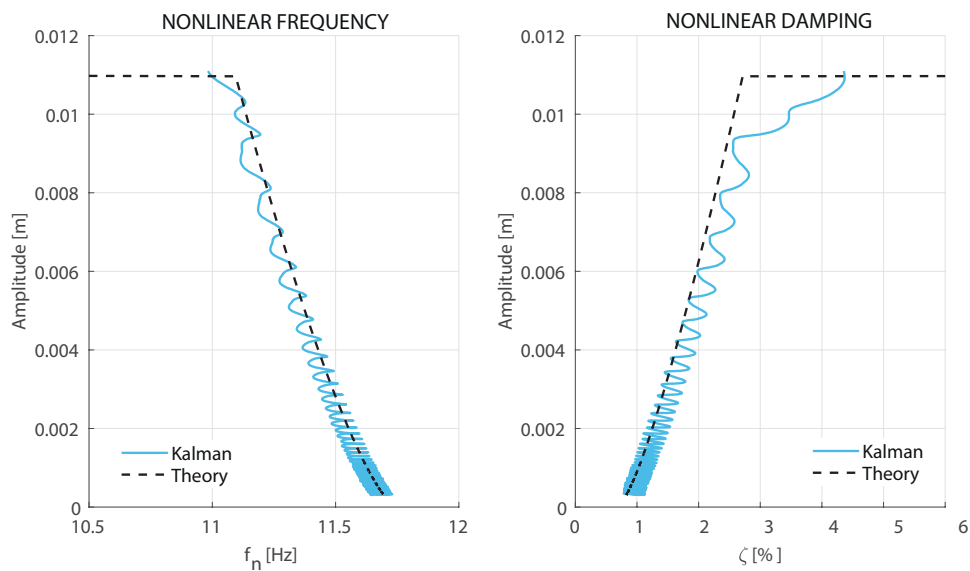 NONLINEAR FREQUENCY
0.012
0.01
0.008
0.006
0.004
0.002
0
Amplitude [m]
Kalman
Theory
10.5 11 11.5 12
f_n [Hz]
NONLINEAR DAMPING
0.012
0.01
0.008
0.006
0.004
0.002
0
Amplitude [m]
Kalman
Theory
0 1 2 3 4 5 6
ζ [%]